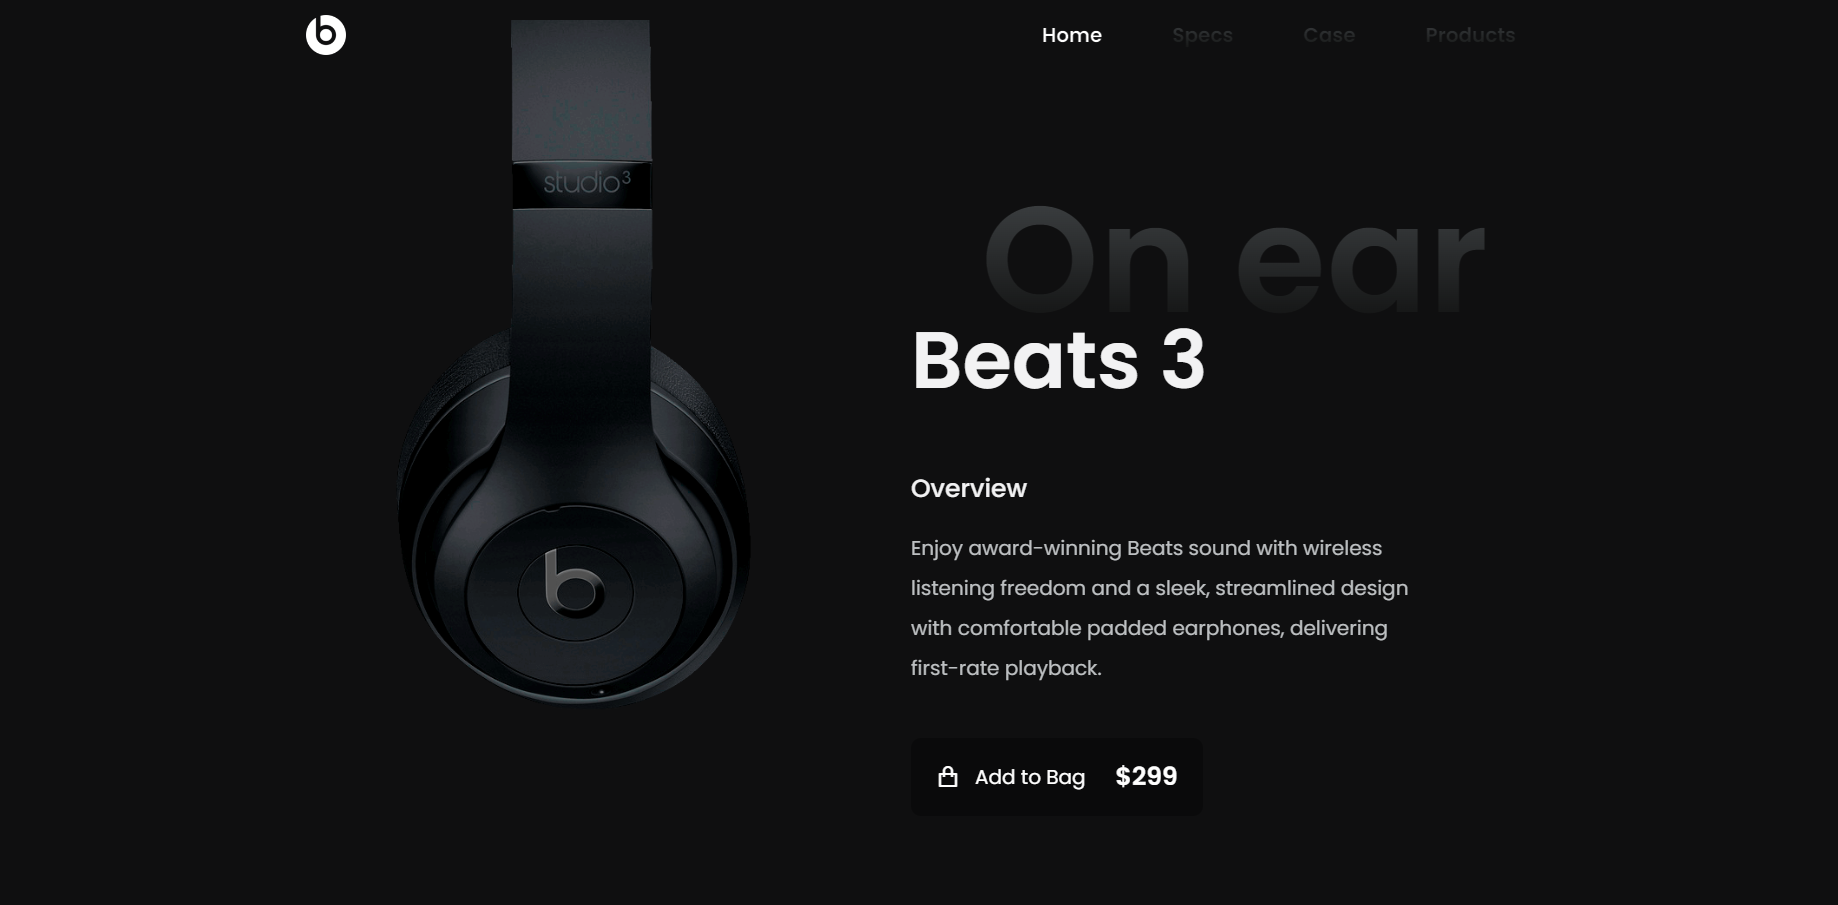 Home Specs Case Products
studio3
On ear
Beats 3
Overview
Enjoy award-winning Beats sound with wireless
listening freedom and a sleek, streamlined design
with comfortable padded earphones, delivering
first-rate playback.
Add to Bag $299